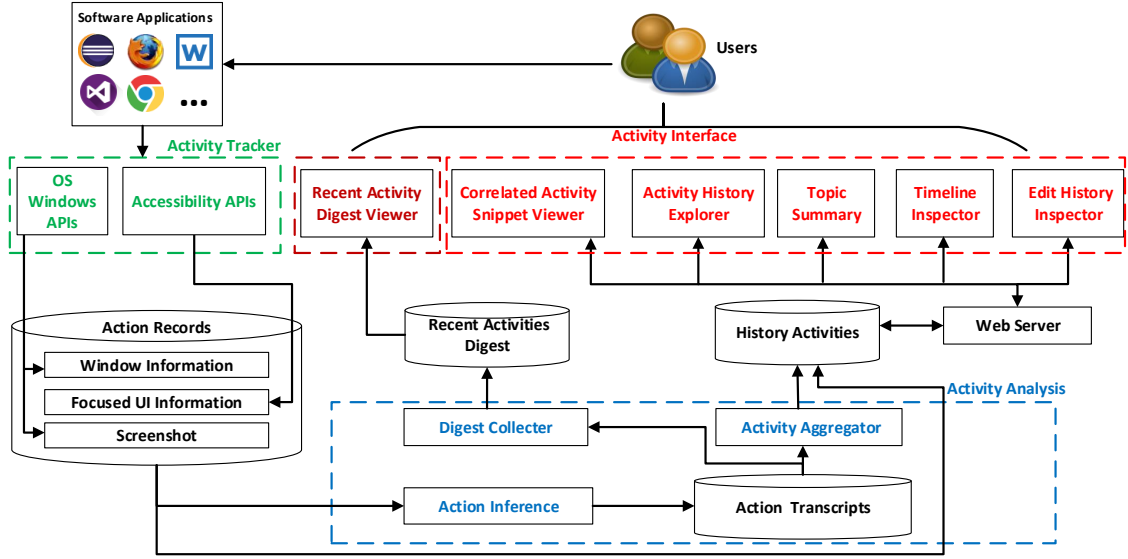 Software Applications
W
...
Users
Activity Tracker
Activity Interface
OS
Windows
APIs
Accessibility APIs
Recent Activity
Digest Viewer
Correlated Activity
Snippet Viewer
Activity History
Explorer
Topic
Summary
Timeline
Inspector
Edit History
Inspector
Action Records
Window Information
Focused UI Information
Screenshot
Recent Activities
Digest
History Activities
Web Server
Activity Analysis
Digest Collecter
Activity Aggregator
Action Inference
Action Transcripts